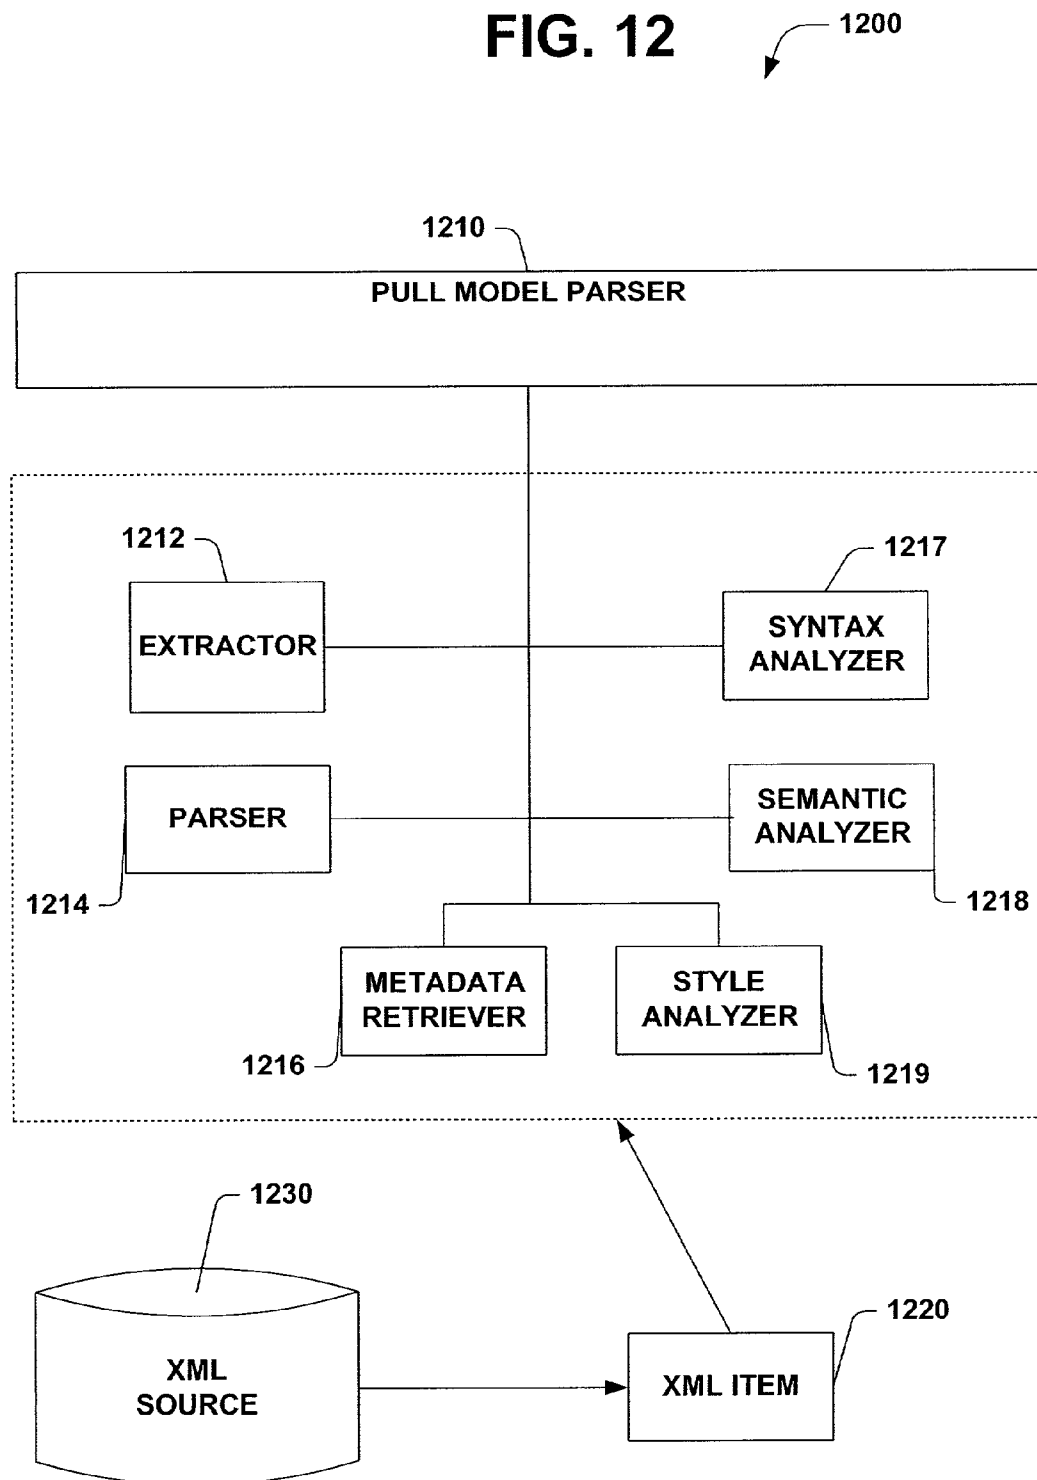 FIG. 12
1200
1210
PULL MODEL PARSER
1212
1217
EXTRACTOR
SYNTAX
ANALYZER
PARSER
SEMANTIC
ANALYZER
1214
1218
METADATA
RETRIEVER
STYLE
ANALYZER
1216
1219
1230
1220
XML
SOURCE
XML ITEM